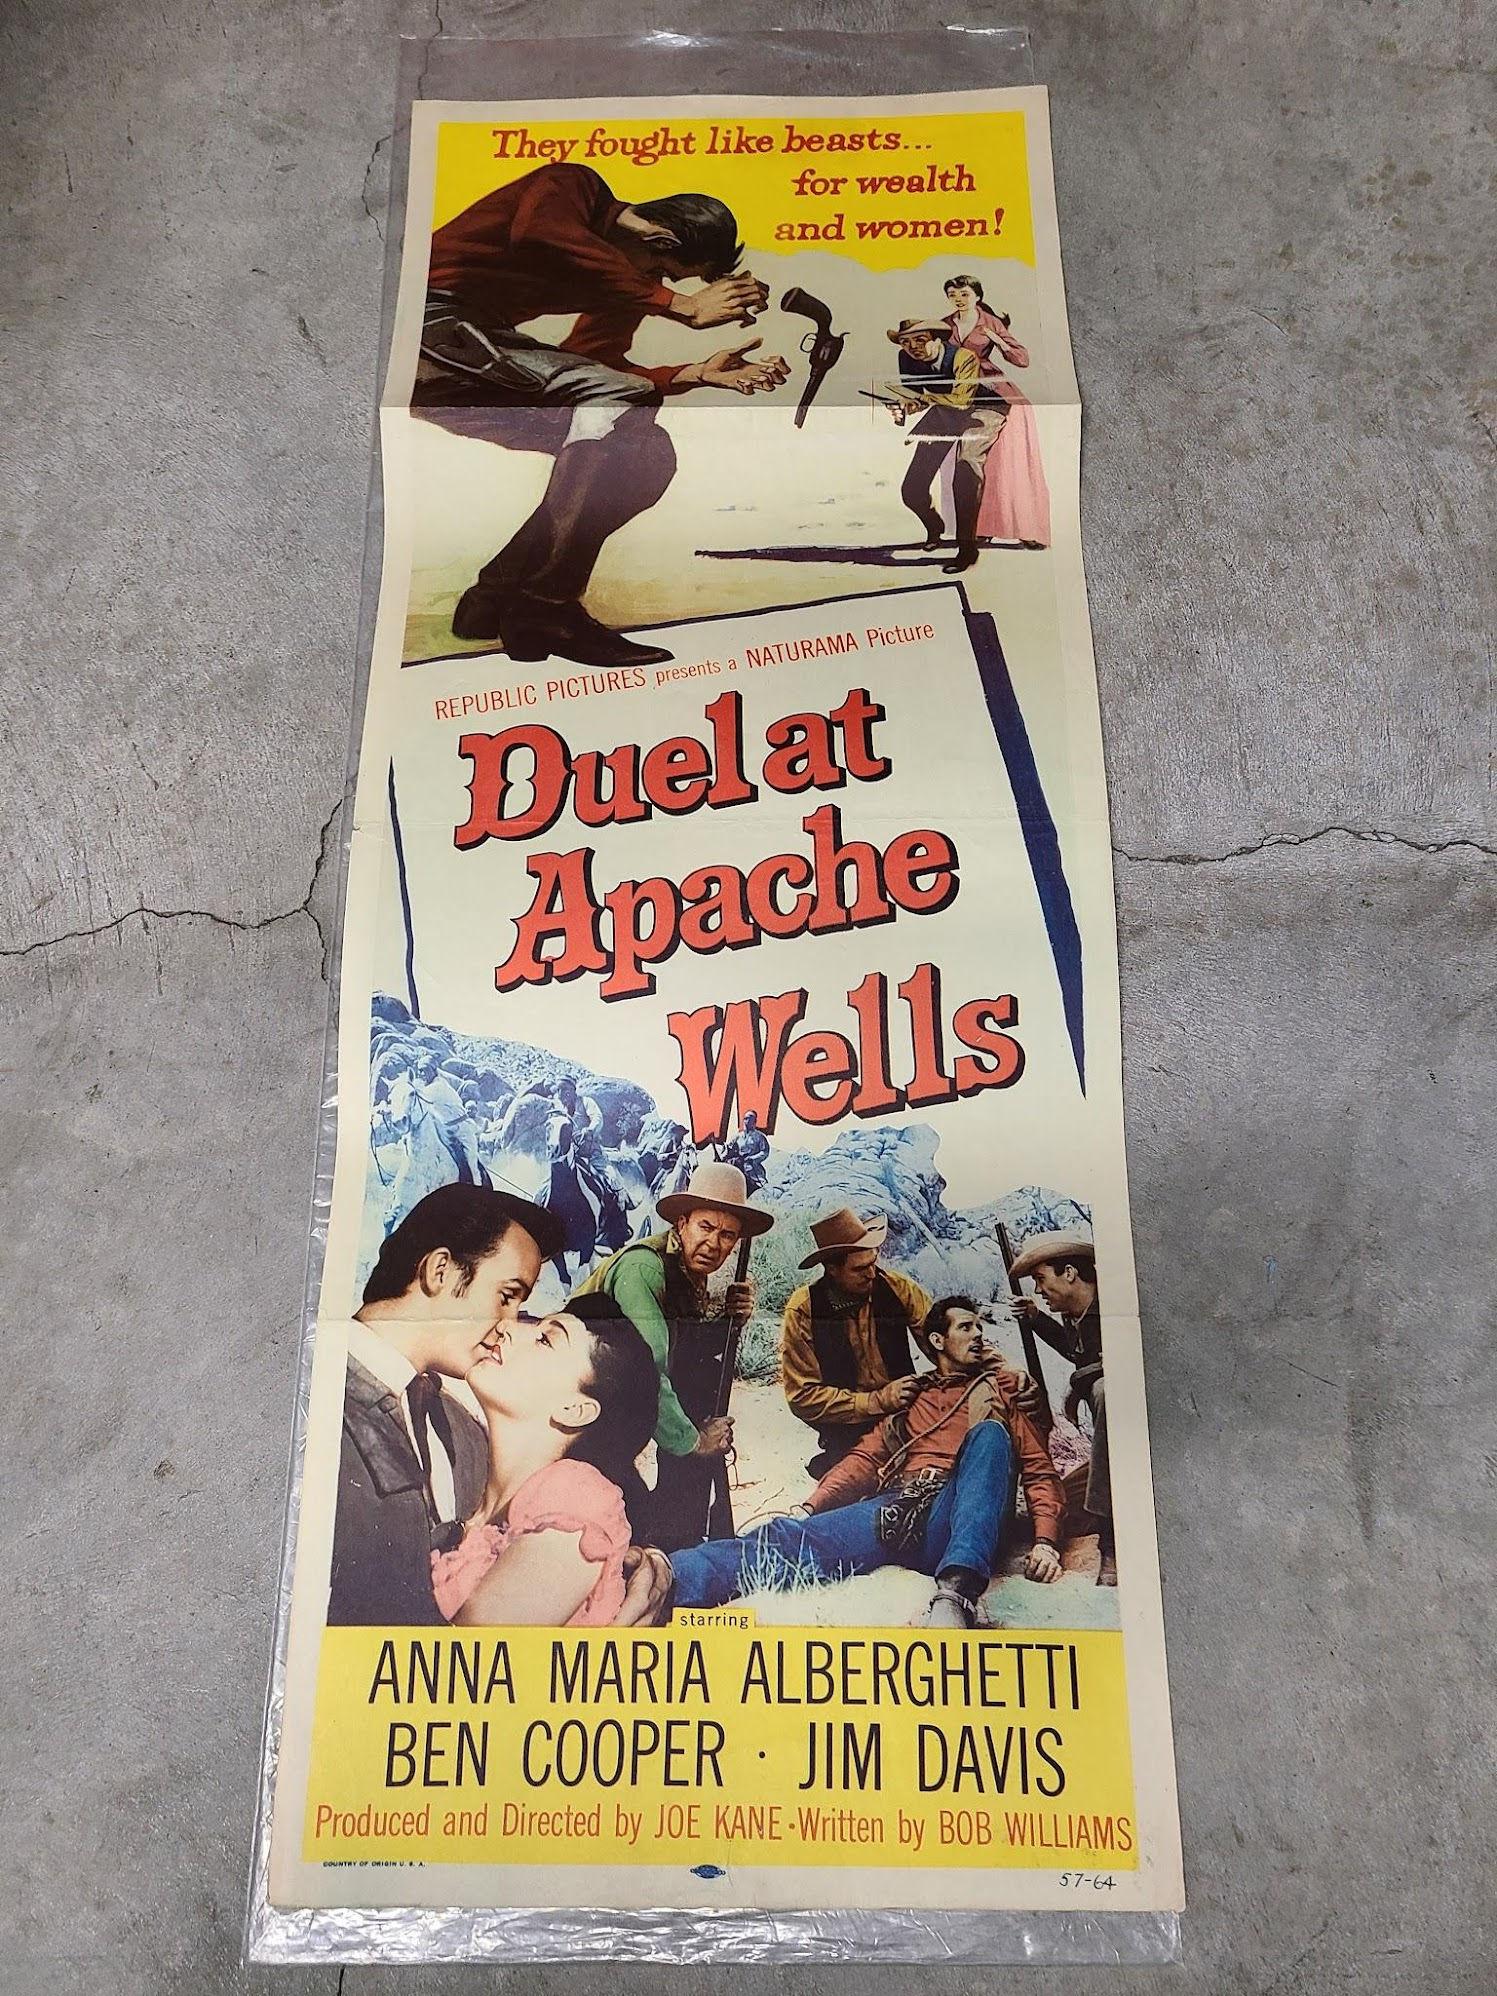 They fought like beasts...
for wealth
and women!
REPUBLIC PICTURES presents a NATURAMA Picture
Duel at
Apache
Wells
starring
ANNA MARIA ALBERGHETTI
BEN COOPER · JIM DAVIS
Produced and Directed by JOE KANE · Written by BOB WILLIAMS
COUNTRY OF ORIGIN U. S. A.
57-64